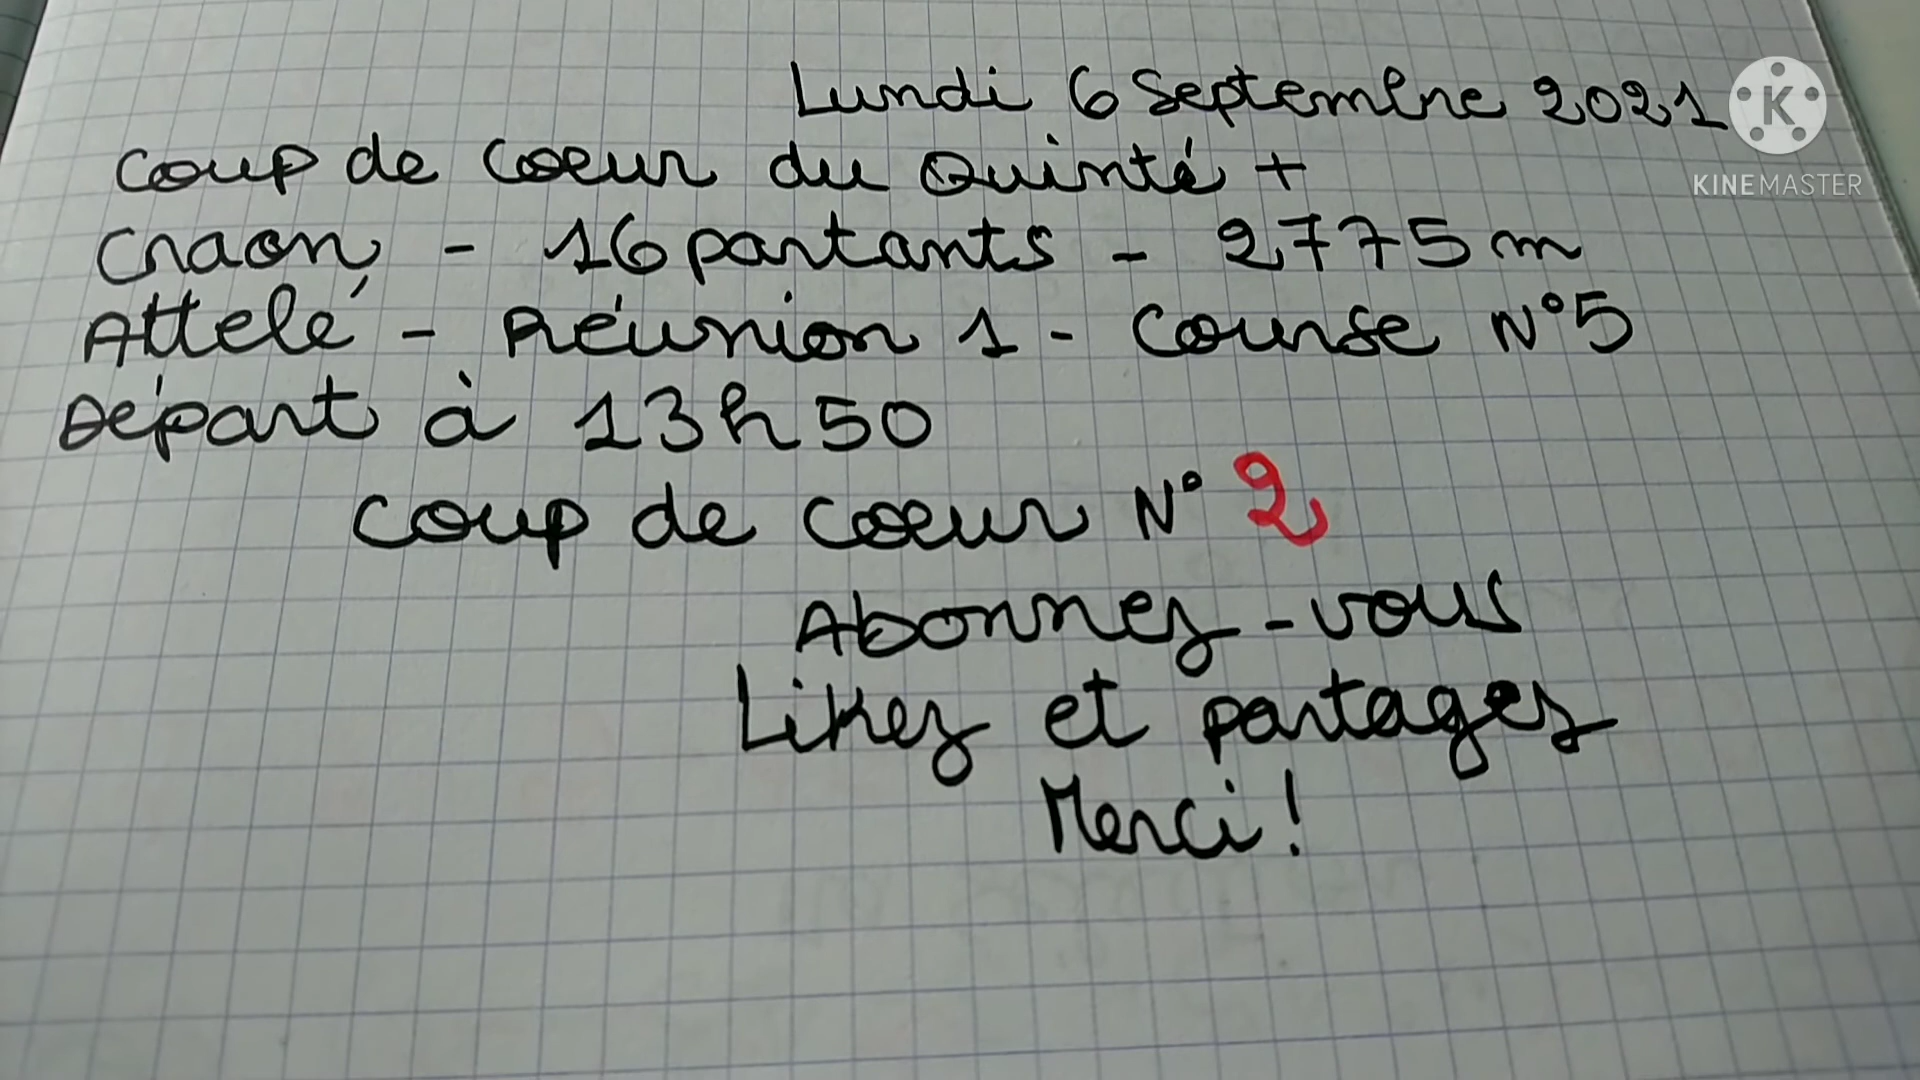 Lundi 6 Septembre 2021
Coup de coeur du Quinté +
Craon - 16 partants - 2775 m
Attelé - Réunion 1 - Course N°5
Départ à 13h50
Coup de coeur N° 2
Abonnez-vous
Likez et partagez
Merci !
K
KINEMASTER